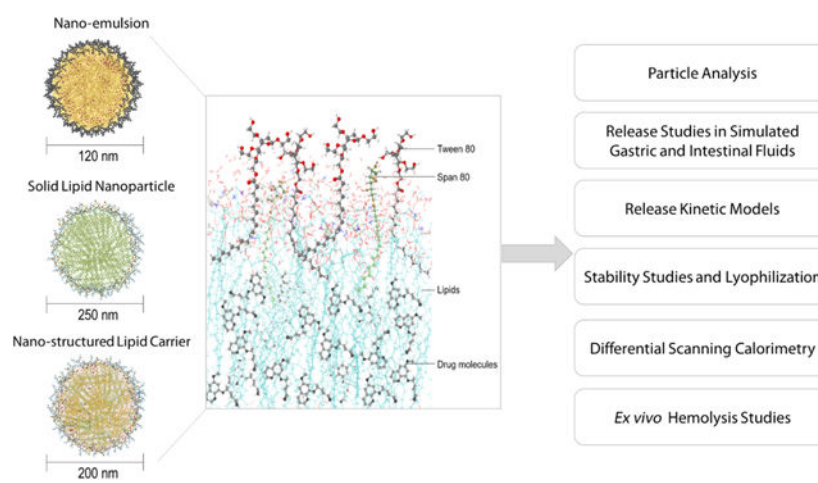 Nano-emulsion
120 nm
Solid Lipid Nanoparticle
250 nm
Nano-structured Lipid Carrier
200 nm
Tween 80
Span 80
Lipids
Drug molecules
Particle Analysis
Release Studies in Simulated
Gastric and Intestinal Fluids
Release Kinetic Models
Stability Studies and Lyophilization
Differential Scanning Calorimetry
Ex vivo Hemolysis Studies